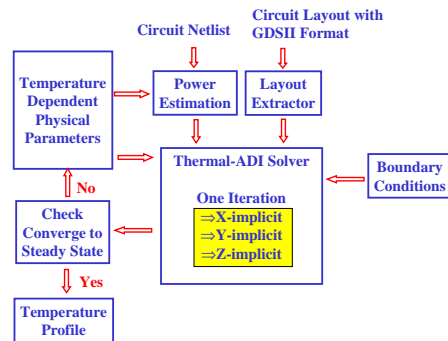 Circuit Netlist
Circuit Layout with
GDSII Format
Temperature
Dependent
Physical
Parameters
Power
Estimation
Layout
Extractor
Thermal-ADI Solver
One Iteration
⇒X-implicit
⇒Y-implicit
⇒Z-implicit
Boundary
Conditions
No
Check
Converge to
Steady State
Yes
Temperature
Profile